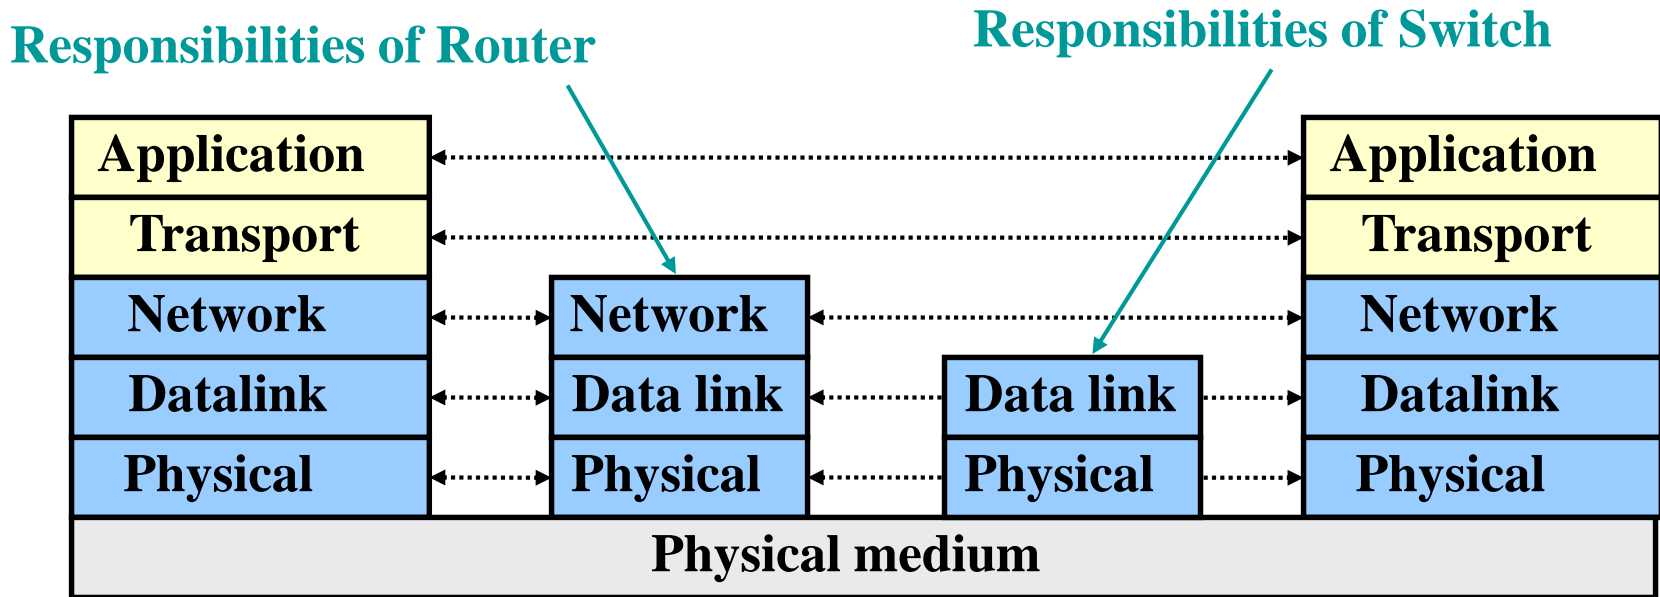 Responsibilities of Router
Responsibilities of Switch
Application
Application
Transport
Transport
Network
Network
Network
Datalink
Data link
Data link
Datalink
Physical
Physical
Physical
Physical
Physical medium